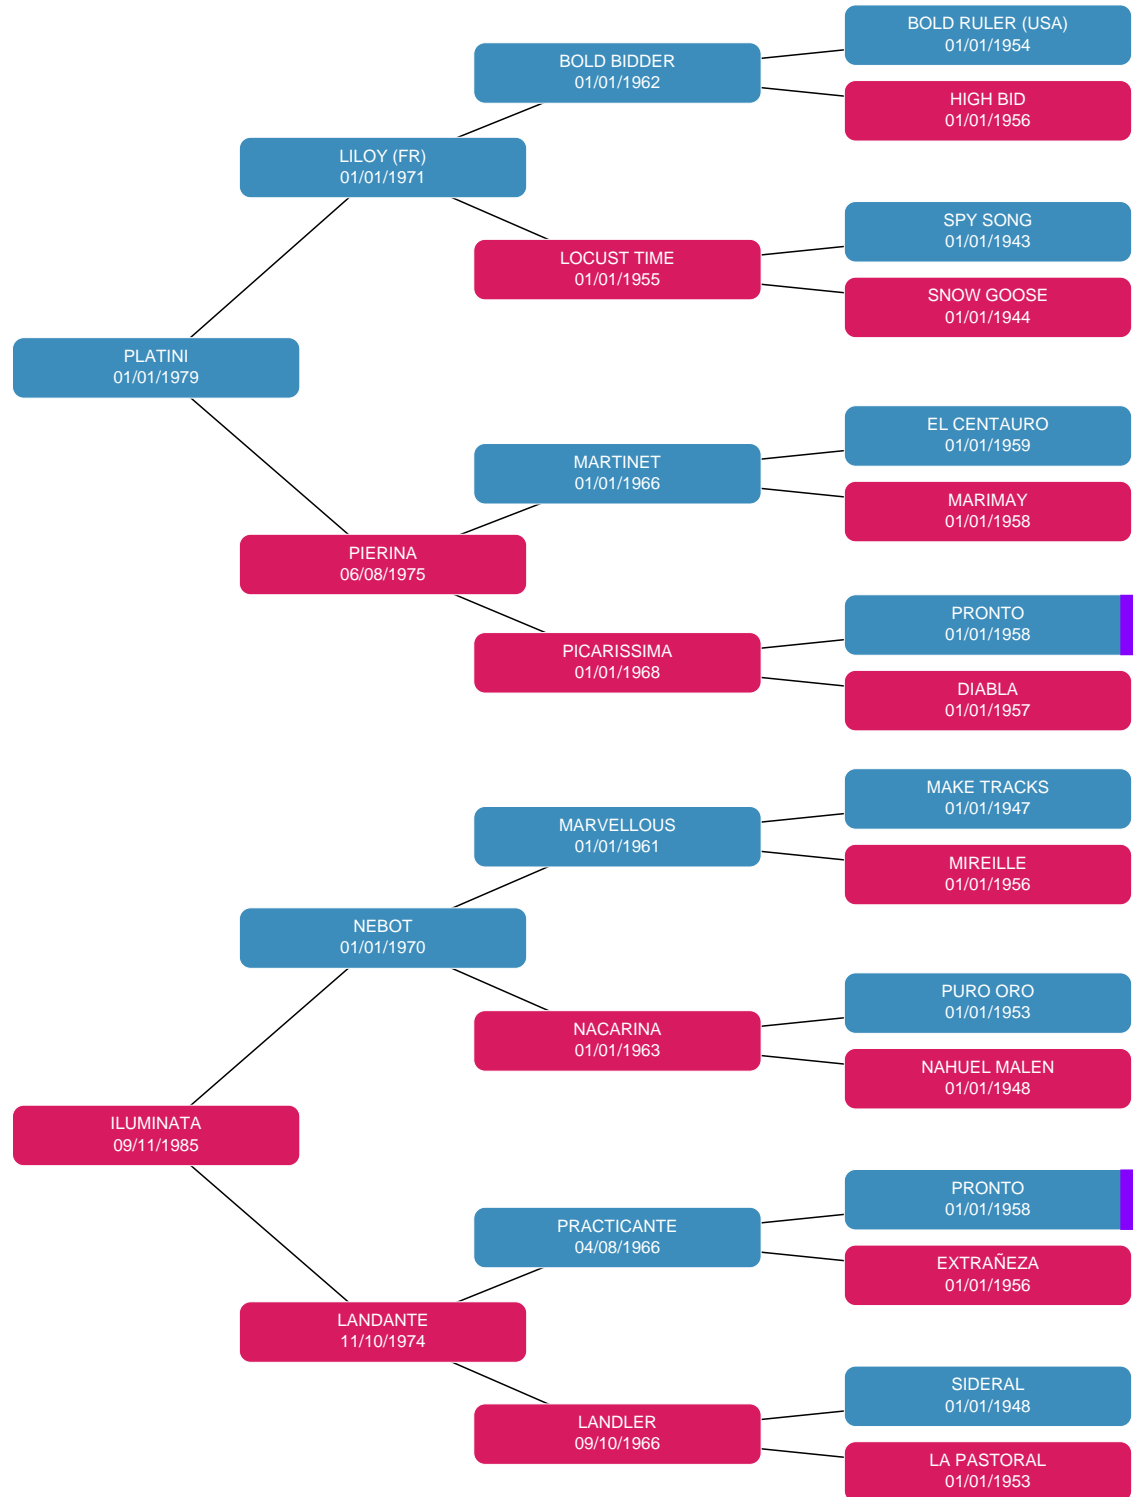 BOLD RULER (USA)
01/01/1954
BOLD BIDDER
01/01/1962
HIGH BID
01/01/1956
LILOY (FR)
01/01/1971
SPY SONG
01/01/1943
LOCUST TIME
01/01/1955
SNOW GOOSE
01/01/1944
PLATINI
01/01/1979
EL CENTAURO
01/01/1959
MARTINET
01/01/1966
MARIMAY
01/01/1958
PIERINA
06/08/1975
PRONTO
01/01/1958
PICARISSIMA
01/01/1968
DIABLA
01/01/1957
MAKE TRACKS
01/01/1947
MARVELLOUS
01/01/1961
MIREILLE
01/01/1956
NEBOT
01/01/1970
PURO ORO
01/01/1953
NACARINA
01/01/1963
NAHUEL MALEN
01/01/1948
ILUMINATA
09/11/1985
PRONTO
01/01/1958
PRACTICANTE
04/08/1966
EXTRAÑEZA
01/01/1956
LANDANTE
11/10/1974
SIDERAL
01/01/1948
LANDLER
09/10/1966
LA PASTORAL
01/01/1953